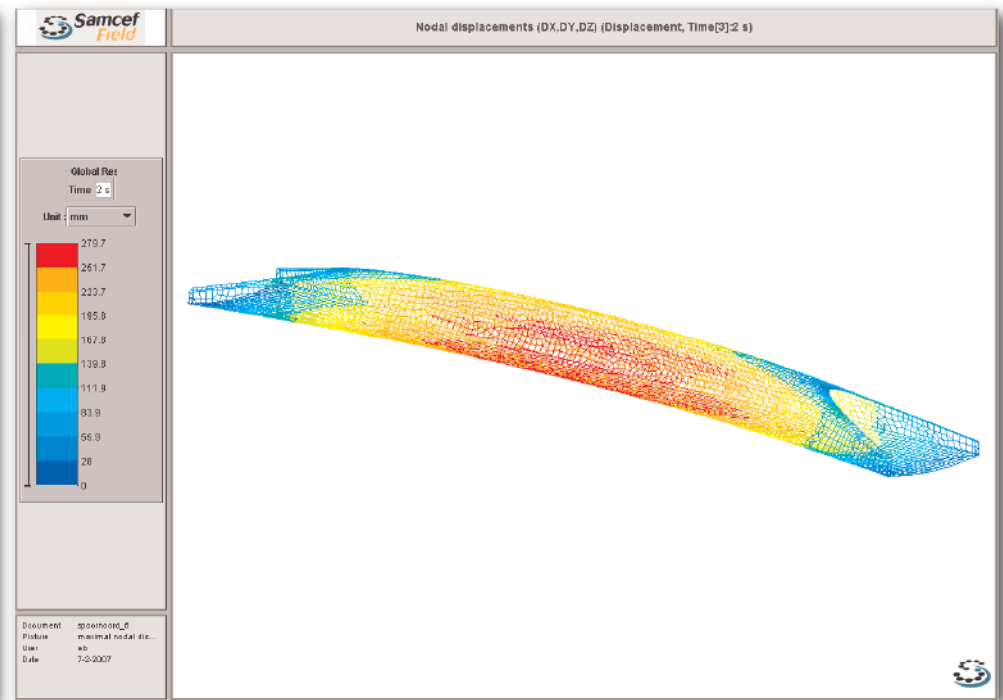 Samcef
Field
Nodal displacements (DX,DY,DZ) (Displacement, Time[3]:2 s)
Global Res
Time 2 s
Unit : mm
279.7
251.7
223.7
195.8
167.8
139.8
111.9
83.9
55.9
28
0
Document spoornoord_6
Picture maximal nodal dis...
User eb
Date 7-2-2007